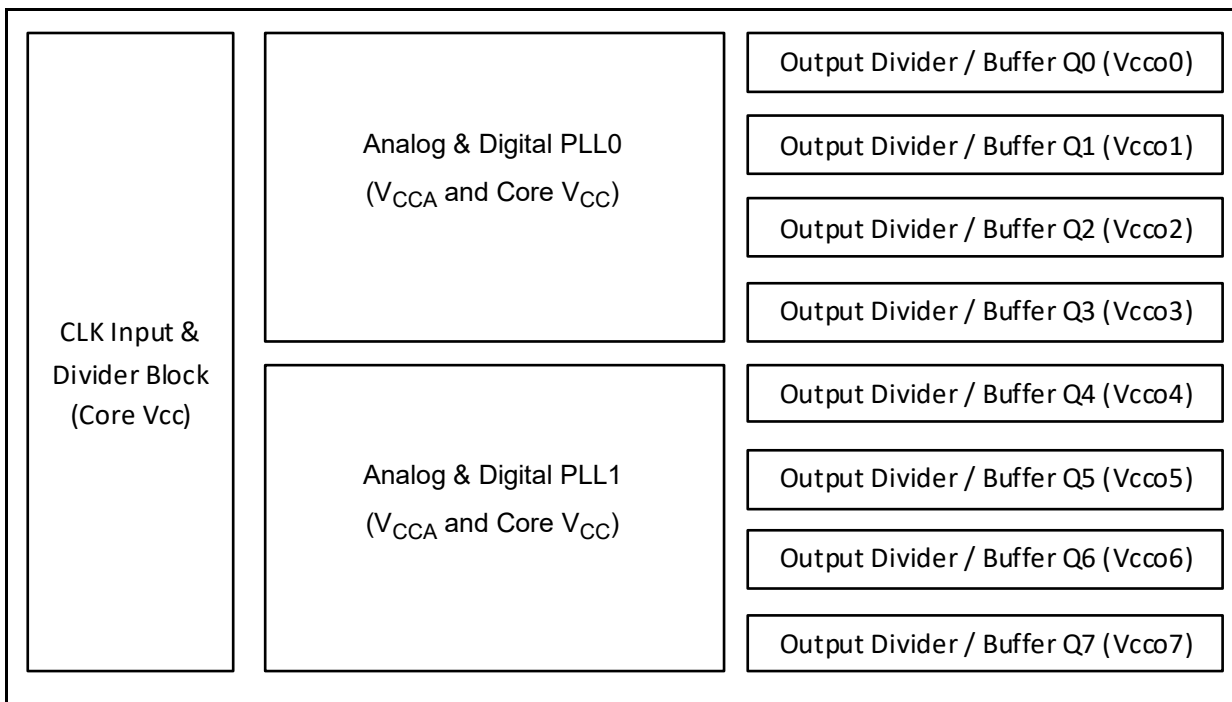 CLK Input &
Divider Block
(Core Vcc)
Analog & Digital PLL0
(VCCA and Core VCC)
Analog & Digital PLL1
(VCCA and Core VCC)
Output Divider / Buffer Q0 (Vcco0)
Output Divider / Buffer Q1 (Vcco1)
Output Divider / Buffer Q2 (Vcco2)
Output Divider / Buffer Q3 (Vcco3)
Output Divider / Buffer Q4 (Vcco4)
Output Divider / Buffer Q5 (Vcco5)
Output Divider / Buffer Q6 (Vcco6)
Output Divider / Buffer Q7 (Vcco7)